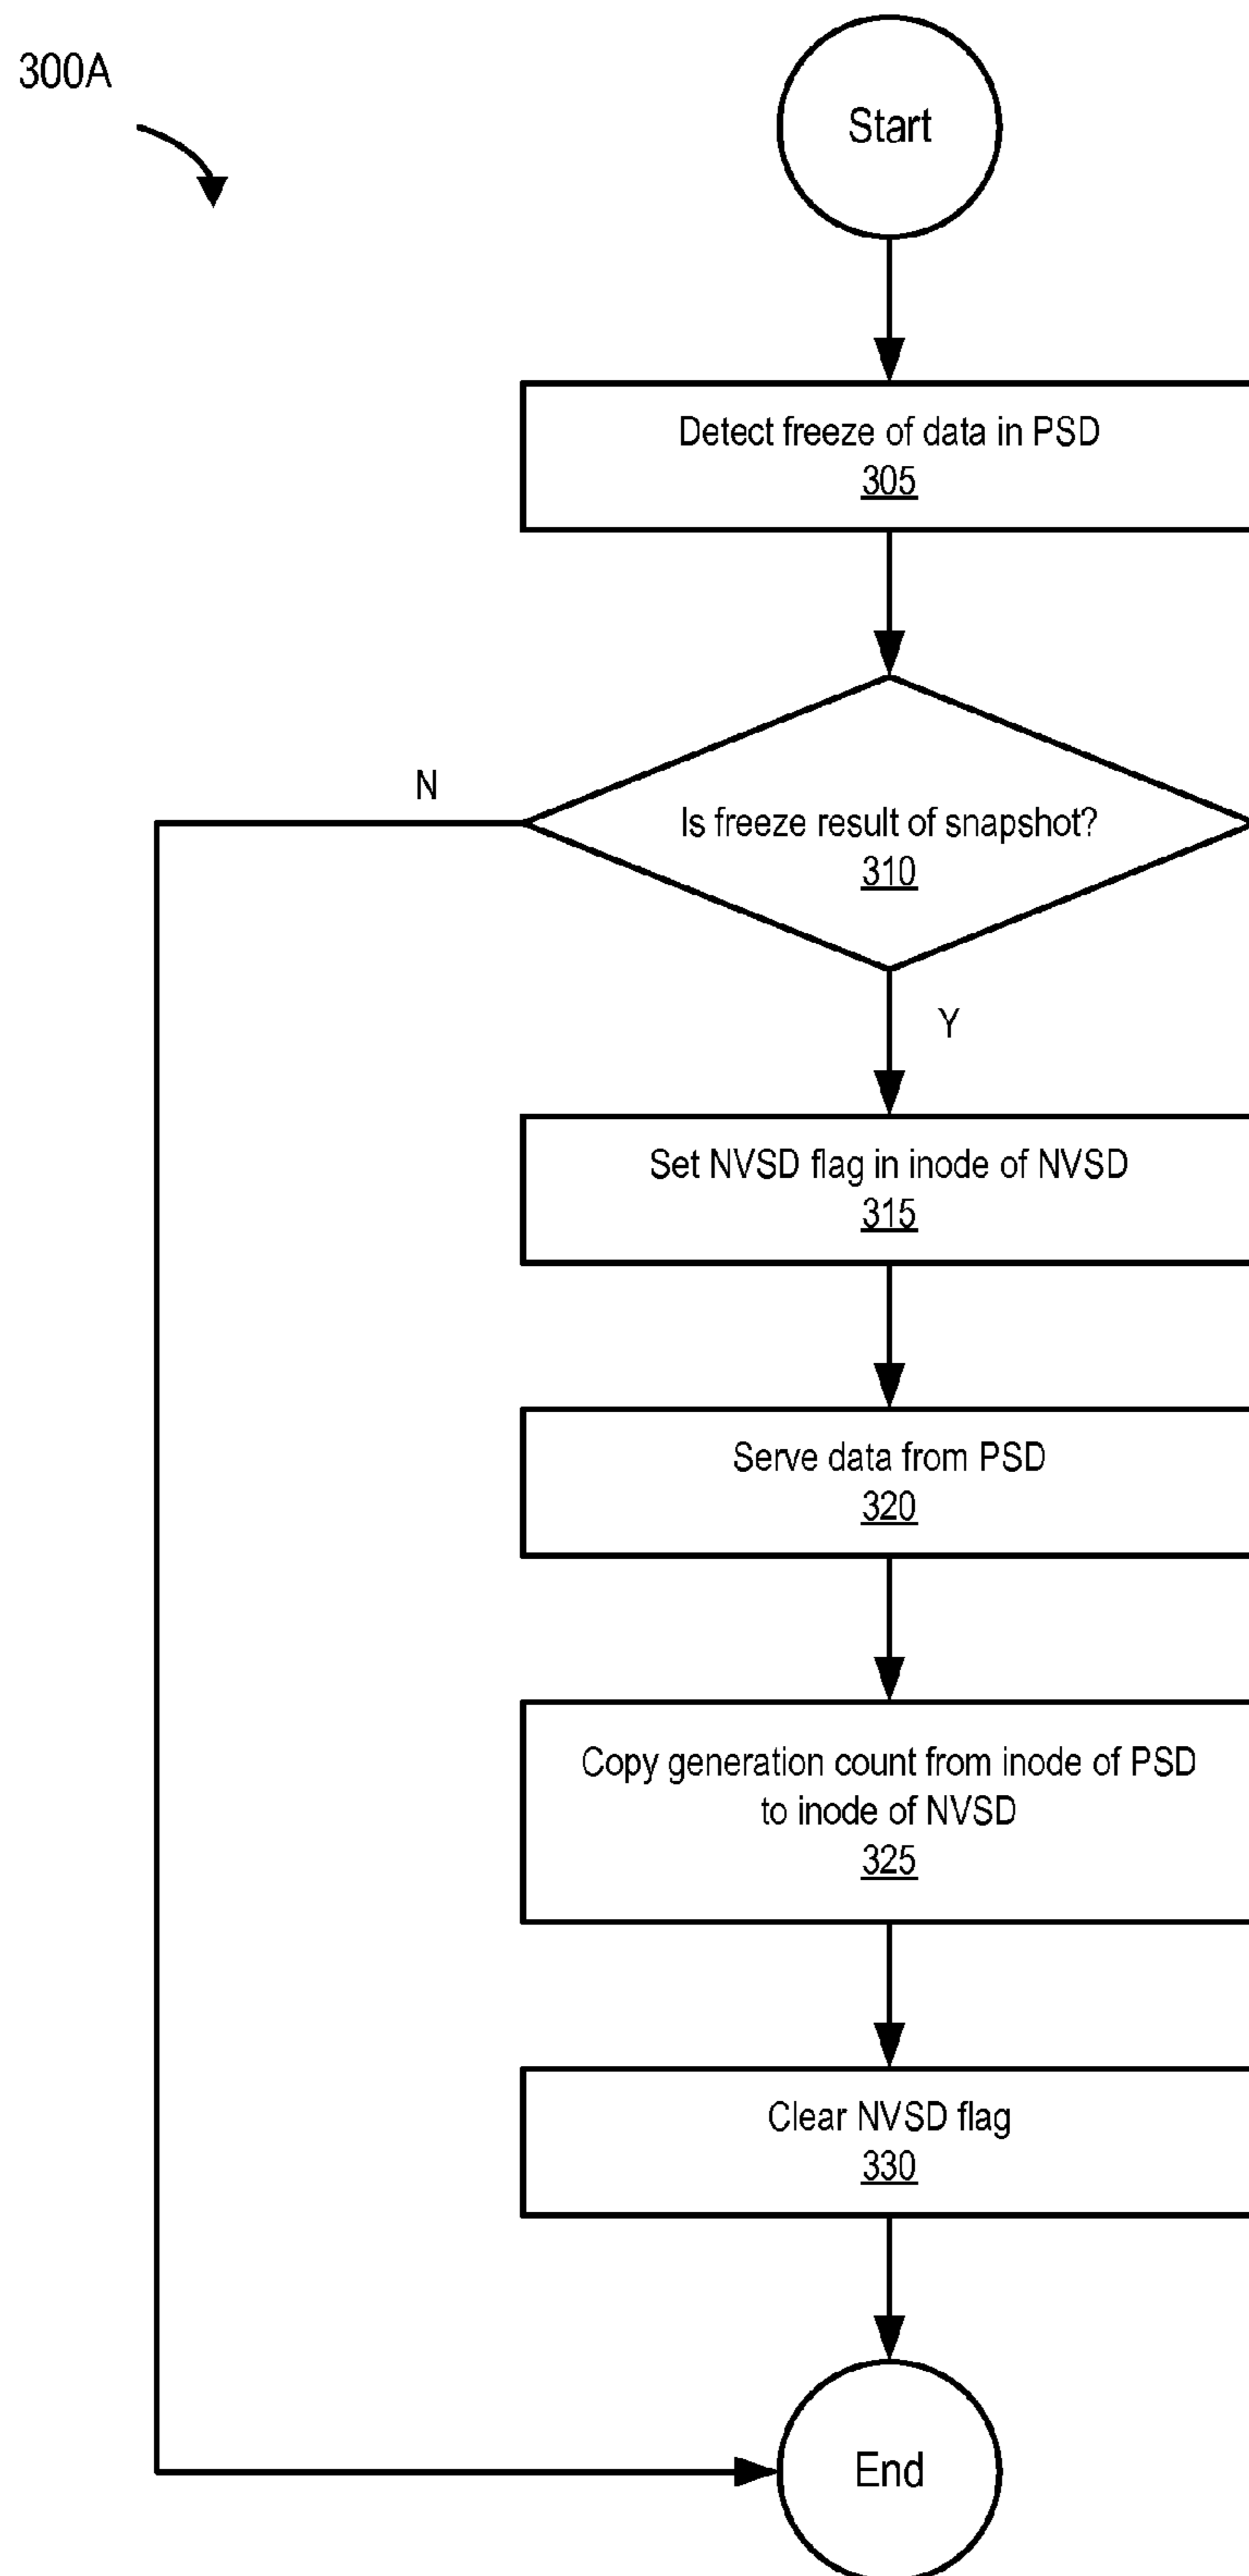 300A
Start
Detect freeze of data in PSD
305
N
Is freeze result of snapshot?
310
Y
Set NVSD flag in inode of NVSD
315
Serve data from PSD
320
Copy generation count from inode of PSD
to inode of NVSD
325
Clear NVSD flag
330
End